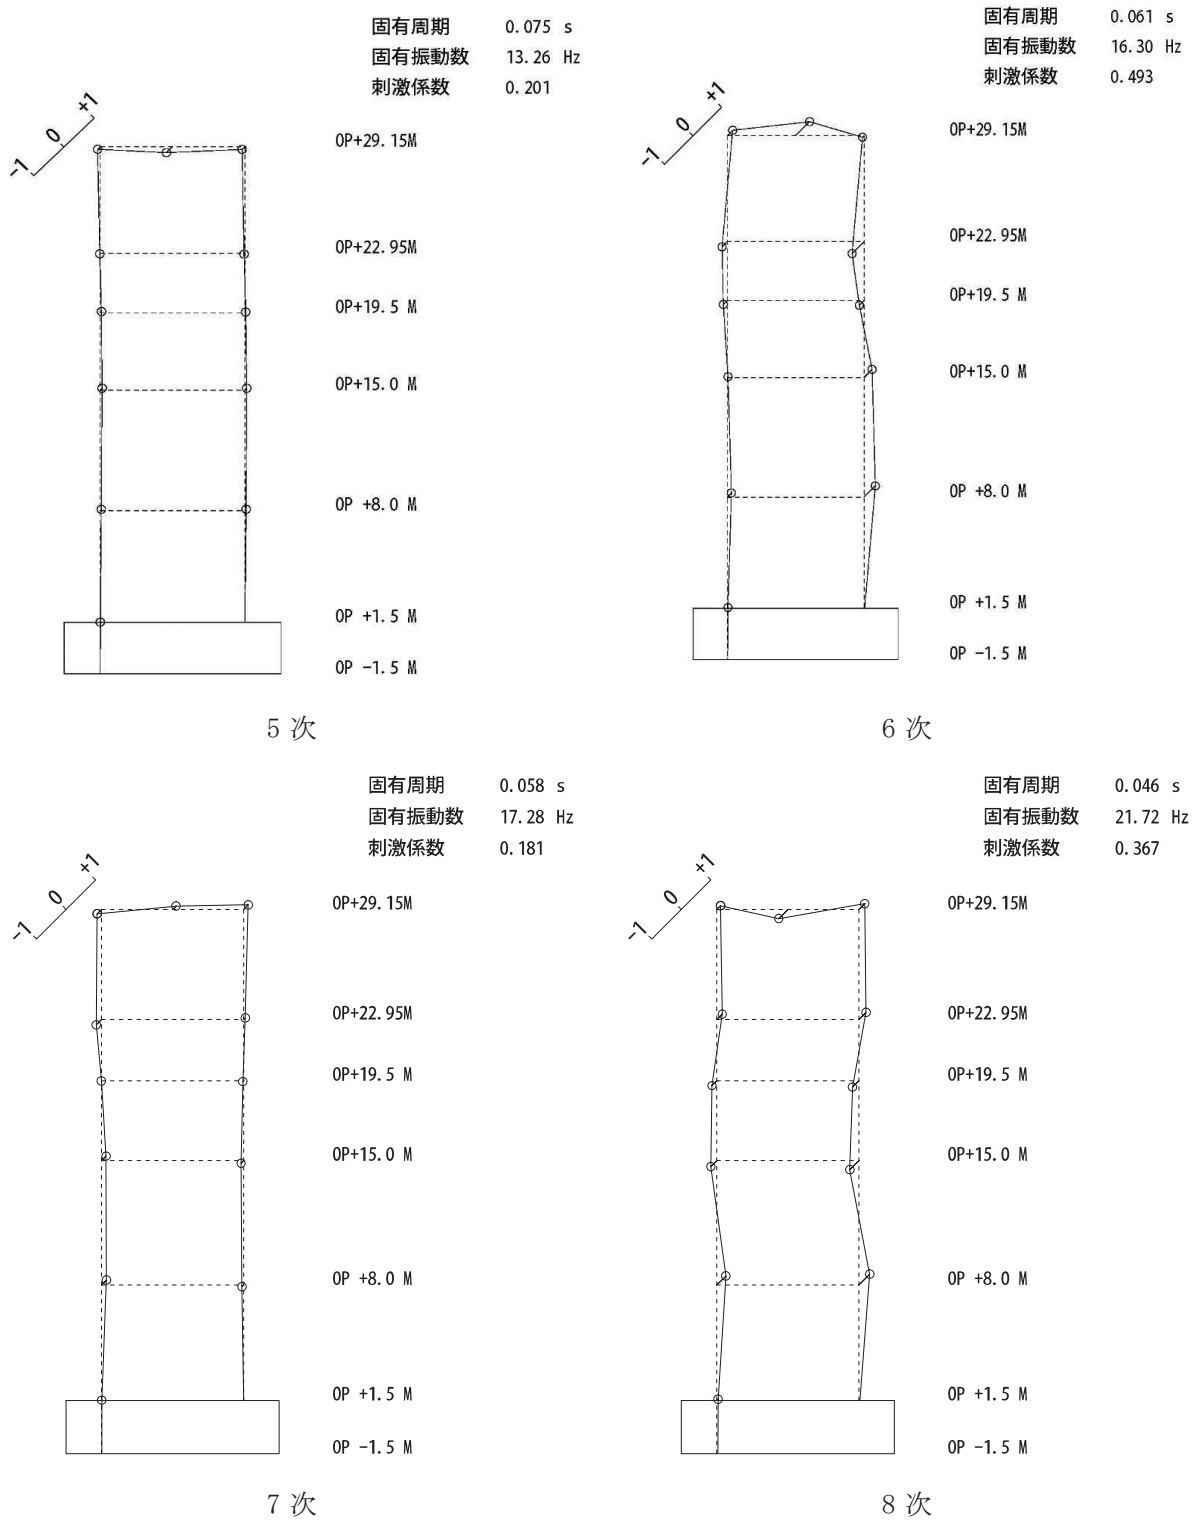 固有周期 0.075 s
固有振動数 13.26 Hz
刺激係数 0.201
-1 0 +1
OP+29.15M
OP+22.95M
OP+19.5 M
OP+15.0 M
OP +8.0 M
OP +1.5 M
OP -1.5 M
5 次
固有周期 0.061 s
固有振動数 16.30 Hz
刺激係数 0.493
-1 0 +1
OP+29.15M
OP+22.95M
OP+19.5 M
OP+15.0 M
OP +8.0 M
OP +1.5 M
OP -1.5 M
6 次
固有周期 0.058 s
固有振動数 17.28 Hz
刺激係数 0.181
-1 0 +1
OP+29.15M
OP+22.95M
OP+19.5 M
OP+15.0 M
OP +8.0 M
OP +1.5 M
OP -1.5 M
7 次
固有周期 0.046 s
固有振動数 21.72 Hz
刺激係数 0.367
-1 0 +1
OP+29.15M
OP+22.95M
OP+19.5 M
OP+15.0 M
OP +8.0 M
OP +1.5 M
OP -1.5 M
8 次